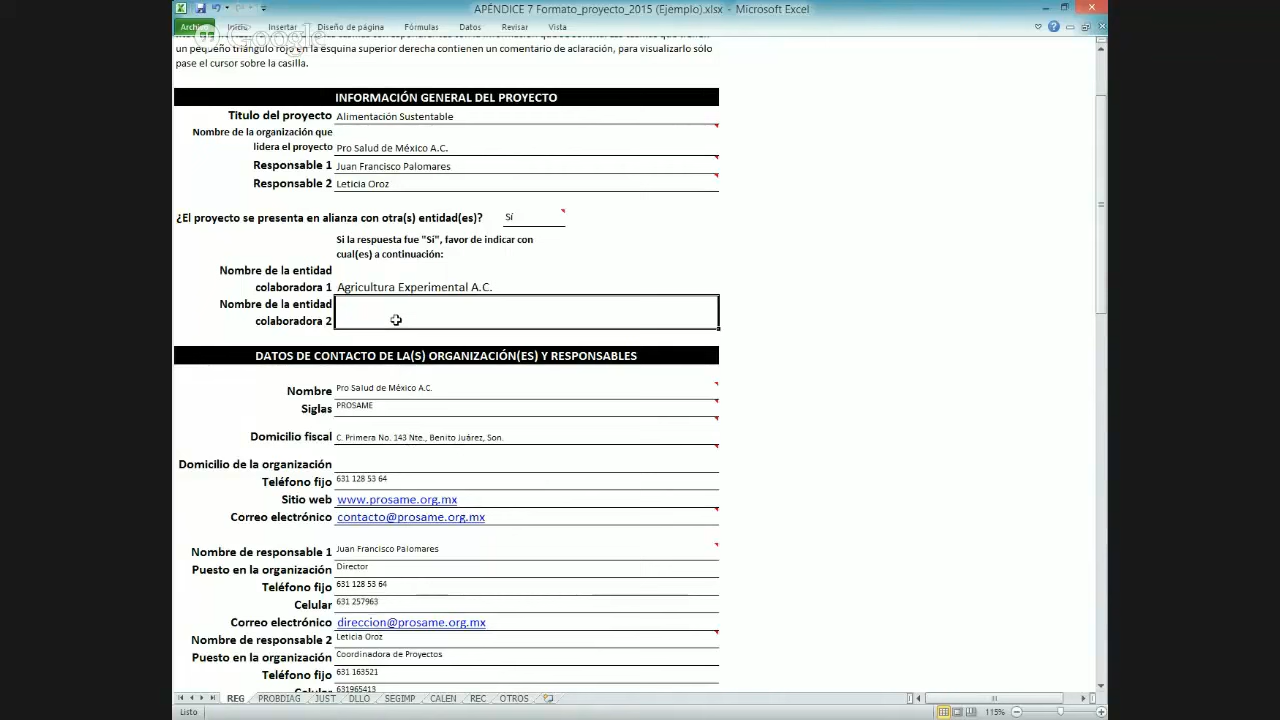 APÉNDICE 7 Formato_proyecto_2015 (Ejemplo).xlsx - Microsoft Excel
Archivo Inicio Insertar Diseño de página Fórmulas Datos Revisar Vista
Google
un pequeño triángulo rojo en la esquina superior derecha contienen un comentario de aclaración, para visualizarlo sólo
pase el cursor sobre la casilla.
INFORMACIÓN GENERAL DEL PROYECTO
Titulo del proyecto Alimentación Sustentable
Nombre de la organización que
lidera el proyecto Pro Salud de México A.C.
Responsable 1 Juan Francisco Palomares
Responsable 2 Leticia Oroz
¿El proyecto se presenta en alianza con otra(s) entidad(es)? Sí
Si la respuesta fue "Sí", favor de indicar con
cual(es) a continuación:
Nombre de la entidad
colaboradora 1 Agricultura Experimental A.C.
Nombre de la entidad
colaboradora 2
DATOS DE CONTACTO DE LA(S) ORGANIZACIÓN(ES) Y RESPONSABLES
Nombre Pro Salud de México A.C.
Siglas PROSAME
Domicilio fiscal C. Primera No. 143 Nte., Benito Juárez, Son.
Domicilio de la organización
Teléfono fijo 631 128 53 64
Sitio web www.prosame.org.mx
Correo electrónico contacto@prosame.org.mx
Nombre de responsable 1 Juan Francisco Palomares
Puesto en la organización Director
Teléfono fijo 631 128 53 64
Celular 631 257963
Correo electrónico direccion@prosame.org.mx
Nombre de responsable 2 Leticia Oroz
Puesto en la organización Coordinadora de Proyectos
Teléfono fijo 631 163521
Celular 631965413
REG PROBDIAG JUST DLLO SEGIMP CALEN REC OTROS
Listo 115%